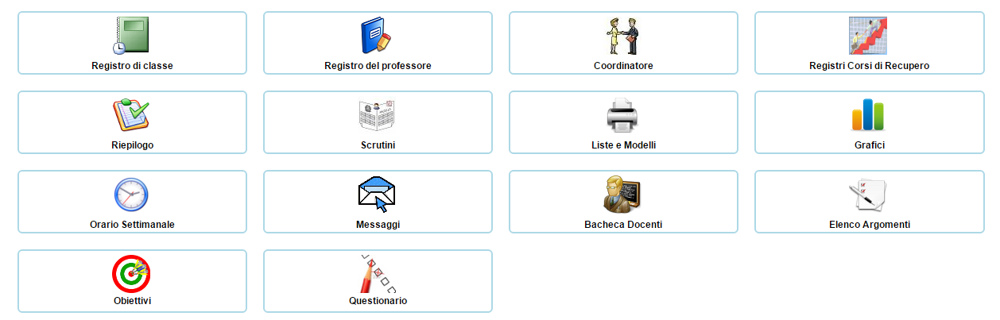 Registro di classe
Registro del professore
Coordinatore
Registri Corsi di Recupero
Riepilogo
Scrutini
Liste e Modelli
Grafici
Orario Settimanale
Messaggi
Bacheca Docenti
Elenco Argomenti
Obiettivi
Questionario